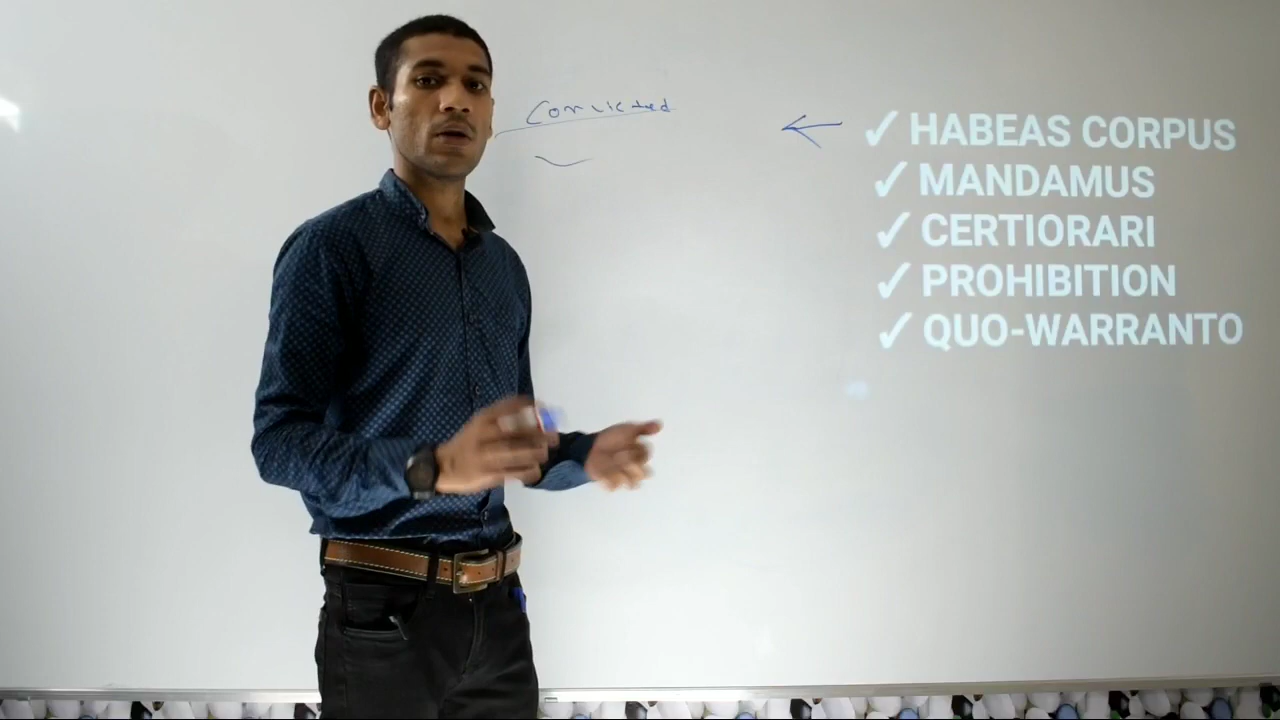 Convicted
✓ HABEAS CORPUS
✓ MANDAMUS
✓ CERTIORARI
✓ PROHIBITION
✓ QUO-WARRANTO